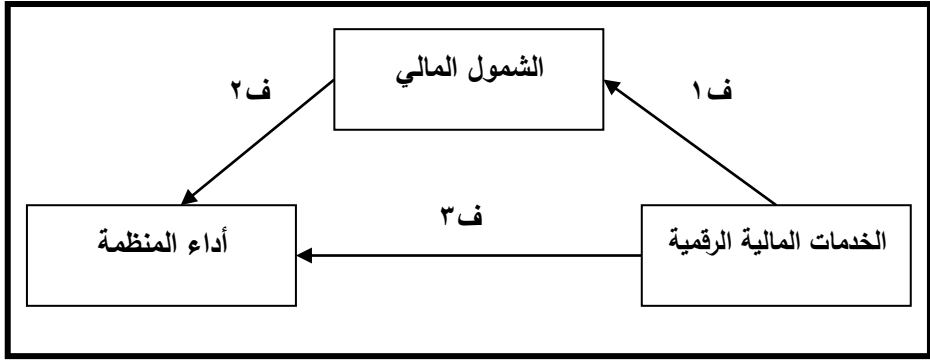 الشمول المالي
ف١
ف٢
ف٣
الخدمات المالية الرقمية
أداء المنظمة